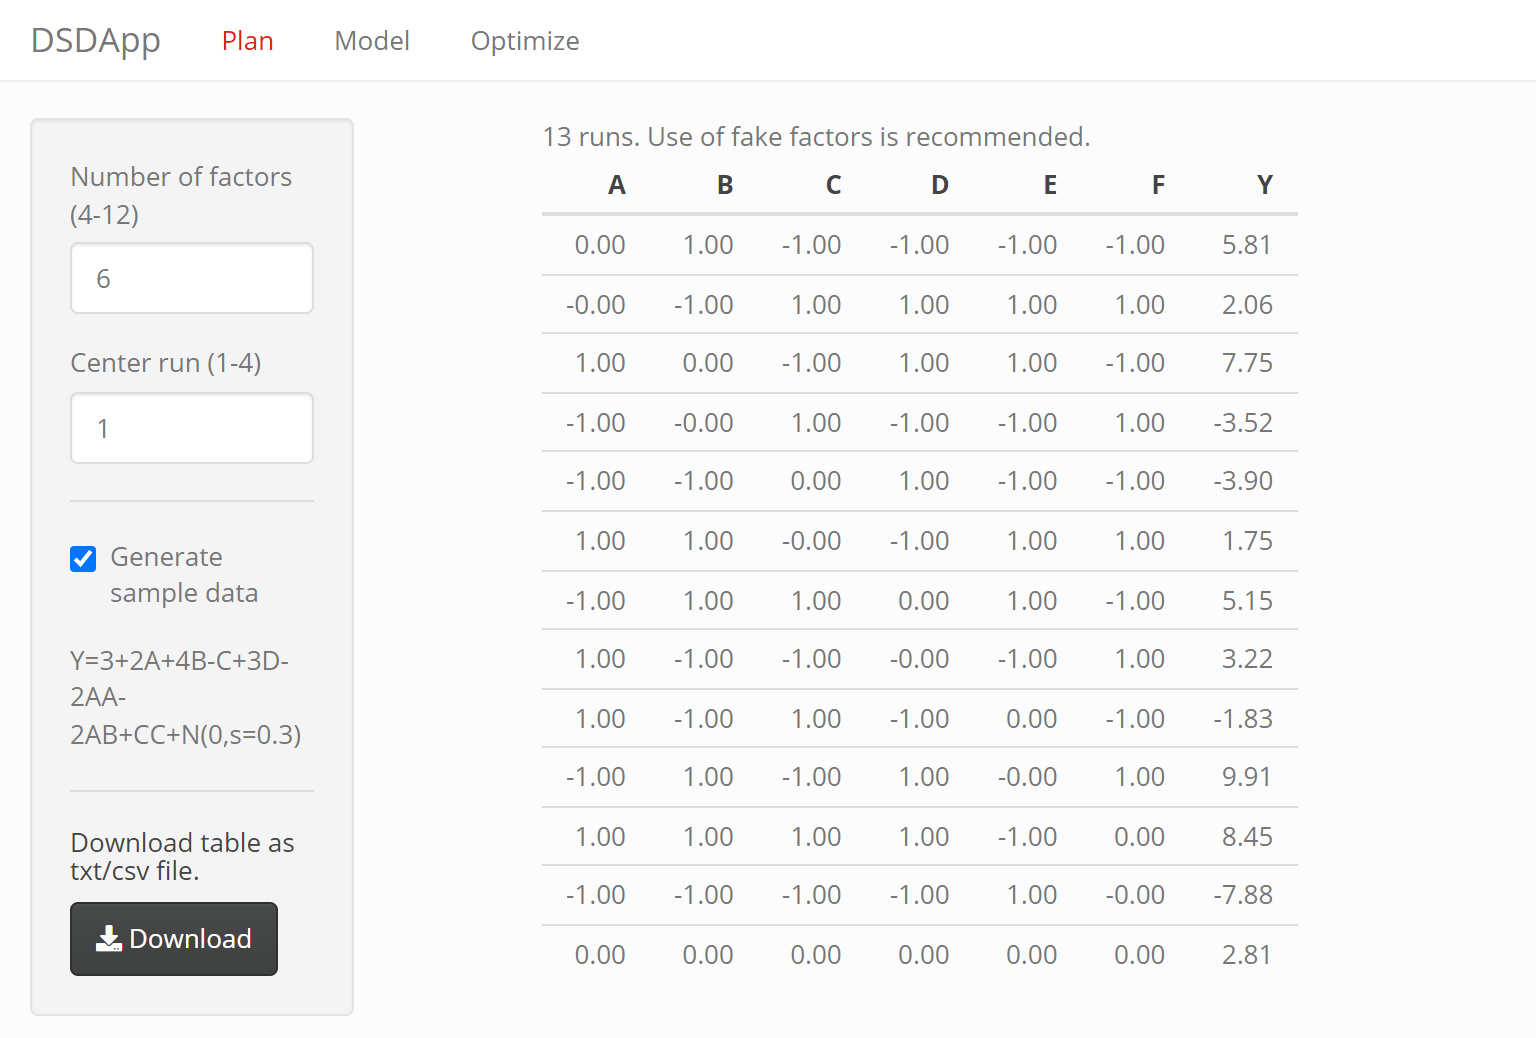 DSDApp Plan Model Optimize
Number of factors
(4-12)
6
Center run (1-4)
1
Generate
sample data
Y=3+2A+4B-C+3D-
2AA-
2AB+CC+N(0,s=0.3)
Download table as
txt/csv file.
Download
13 runs. Use of fake factors is recommended.
A B C D E F Y
0.00 1.00 -1.00 -1.00 -1.00 -1.00 5.81
-0.00 -1.00 1.00 1.00 1.00 1.00 2.06
1.00 0.00 -1.00 1.00 1.00 -1.00 7.75
-1.00 -0.00 1.00 -1.00 -1.00 1.00 -3.52
-1.00 -1.00 0.00 1.00 -1.00 -1.00 -3.90
1.00 1.00 -0.00 -1.00 1.00 1.00 1.75
-1.00 1.00 1.00 0.00 1.00 -1.00 5.15
1.00 -1.00 -1.00 -0.00 -1.00 1.00 3.22
1.00 -1.00 1.00 -1.00 0.00 -1.00 -1.83
-1.00 1.00 -1.00 1.00 -0.00 1.00 9.91
1.00 1.00 1.00 1.00 -1.00 0.00 8.45
-1.00 -1.00 -1.00 -1.00 1.00 -0.00 -7.88
0.00 0.00 0.00 0.00 0.00 0.00 2.81